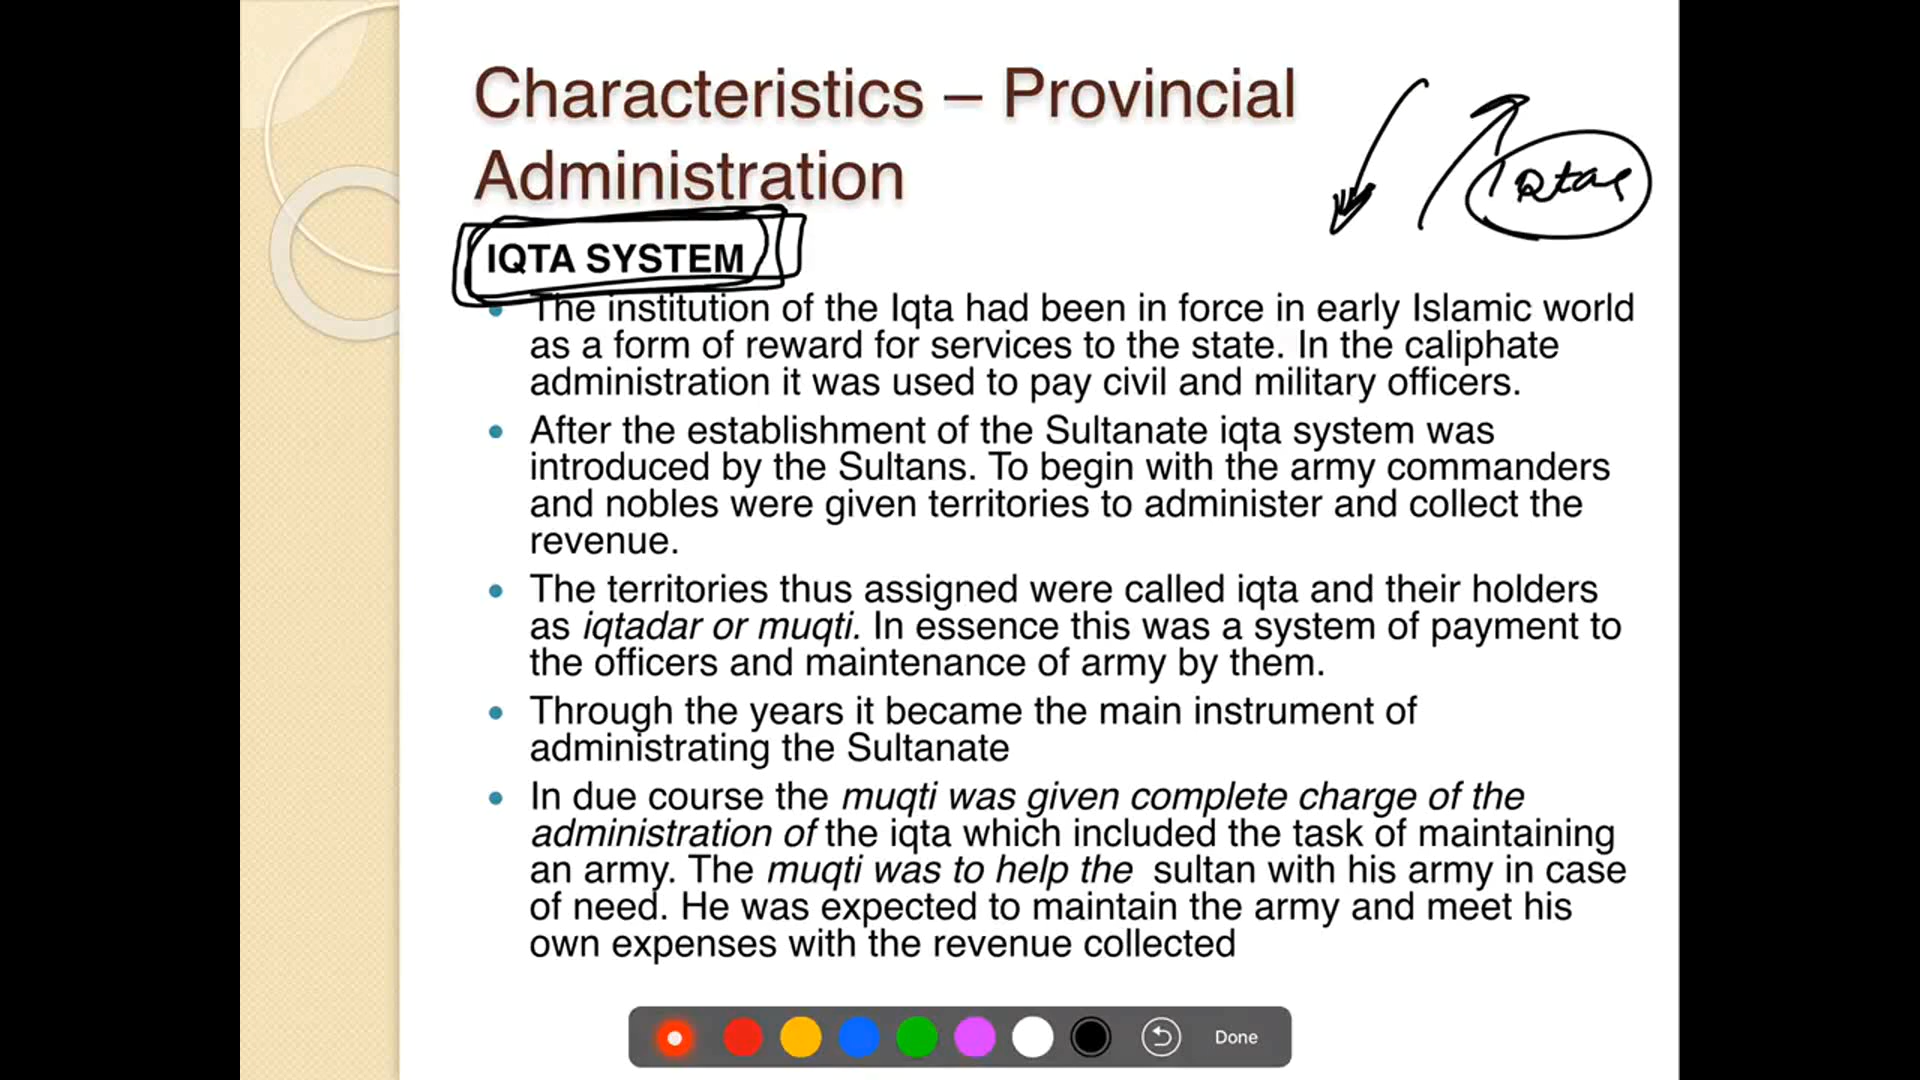 Characteristics – Provincial
Administration
IQTA SYSTEM
The institution of the Iqta had been in force in early Islamic world
as a form of reward for services to the state. In the caliphate
administration it was used to pay civil and military officers.
After the establishment of the Sultanate iqta system was
introduced by the Sultans. To begin with the army commanders
and nobles were given territories to administer and collect the
revenue.
The territories thus assigned were called iqta and their holders
as iqtadar or muqti. In essence this was a system of payment to
the officers and maintenance of army by them.
Through the years it became the main instrument of
administrating the Sultanate
In due course the muqti was given complete charge of the
administration of the iqta which included the task of maintaining
an army. The muqti was to help the sultan with his army in case
of need. He was expected to maintain the army and meet his
own expenses with the revenue collected
Done